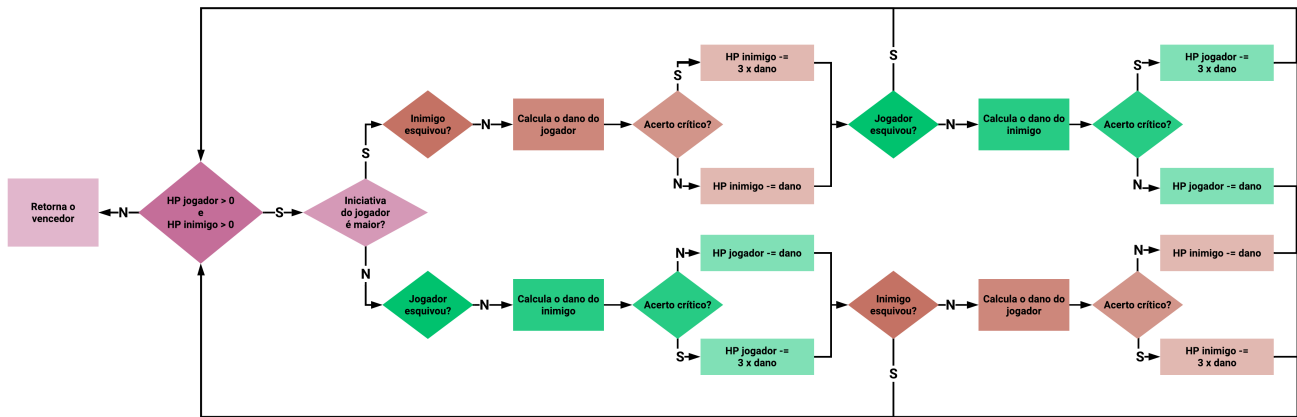 Retorna o
vencedor
N
HP jogador > 0
e
HP inimigo > 0
S
Iniciativa
do jogador
é maior?
S
Inimigo
esquivou?
N
Calcula o dano do
jogador
Acerto crítico?
S
HP inimigo -=
3 x dano
N
HP inimigo -= dano
Jogador
esquivou?
S
N
Calcula o dano do
inimigo
Acerto crítico?
S
HP jogador -=
3 x dano
N
HP jogador -= dano
N
Jogador
esquivou?
N
Calcula o dano do
inimigo
Acerto crítico?
N
HP jogador -= dano
S
HP jogador -=
3 x dano
Inimigo
esquivou?
S
N
Calcula o dano do
jogador
Acerto crítico?
N
HP inimigo -= dano
S
HP inimigo -=
3 x dano